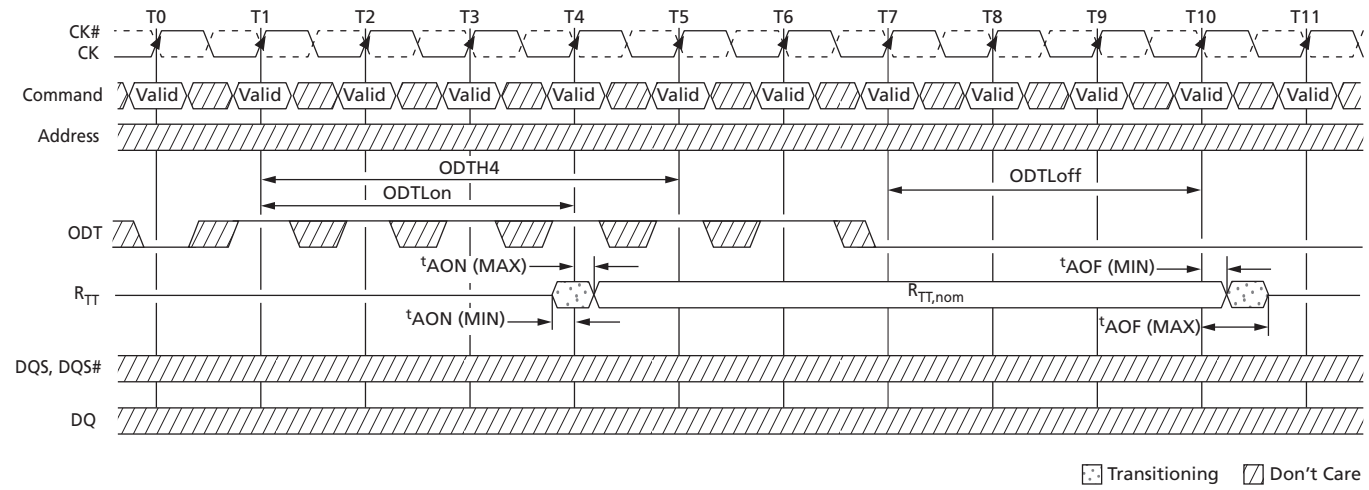 T0 T1 T2 T3 T4 T5 T6 T7 T8 T9 T10 T11
CK#
CK
Command Valid Valid Valid Valid Valid Valid Valid Valid Valid Valid Valid Valid
Address
ODTH4
ODTLon ODTLoff
ODT
tAON (MAX) tAOF (MIN)
RTT RTT,nom
tAON (MIN) tAOF (MAX)
DQS, DQS#
DQ
Transitioning Don't Care